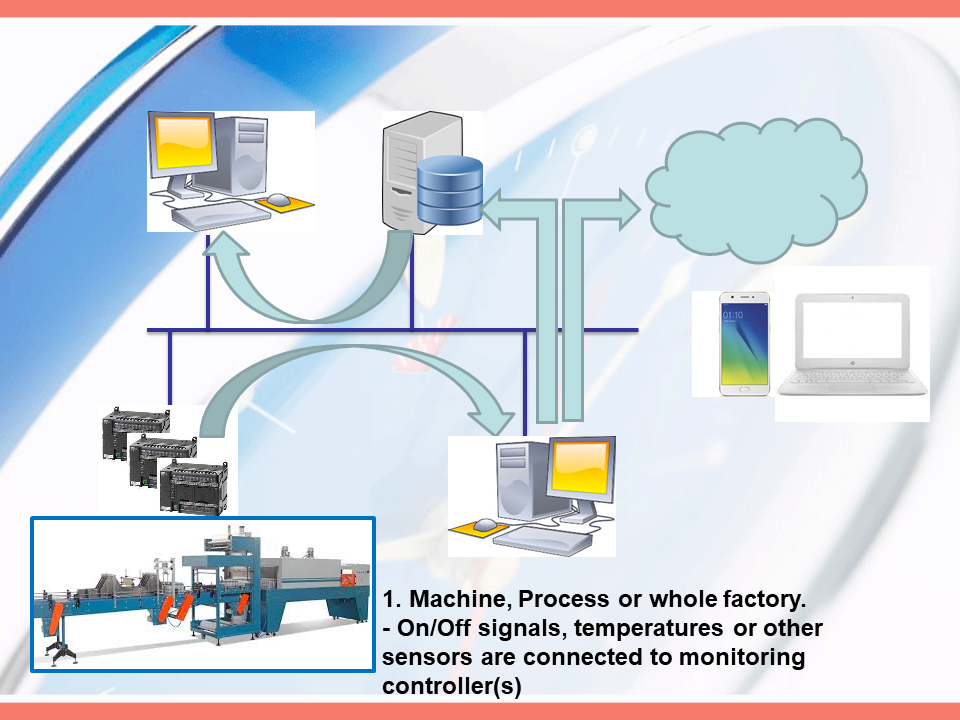 01:10
1. Machine, Process or whole factory.
- On/Off signals, temperatures or other
sensors are connected to monitoring
controller(s)